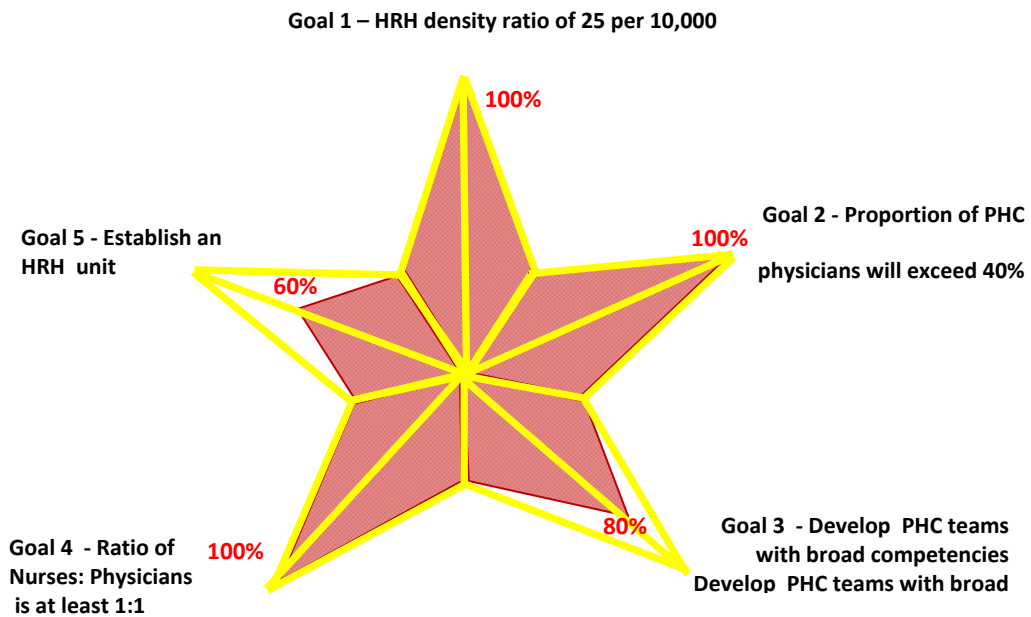 Goal 1 – HRH density ratio of 25 per 10,000
100%
Goal 2 - Proportion of PHC
physicians will exceed 40%
100%
Goal 5 - Establish an
HRH unit
60%
Goal 3 - Develop PHC teams
with broad competencies
Develop PHC teams with broad
80%
Goal 4 - Ratio of
Nurses: Physicians
is at least 1:1
100%